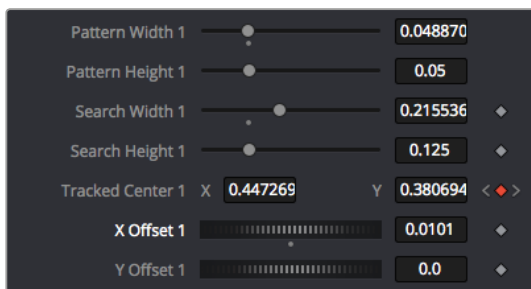 Pattern Width 1 0.048870
Pattern Height 1 0.05
Search Width 1 0.215536
Search Height 1 0.125
Tracked Center 1 X 0.447269 Y 0.380694
X Offset 1 0.0101
Y Offset 1 0.0